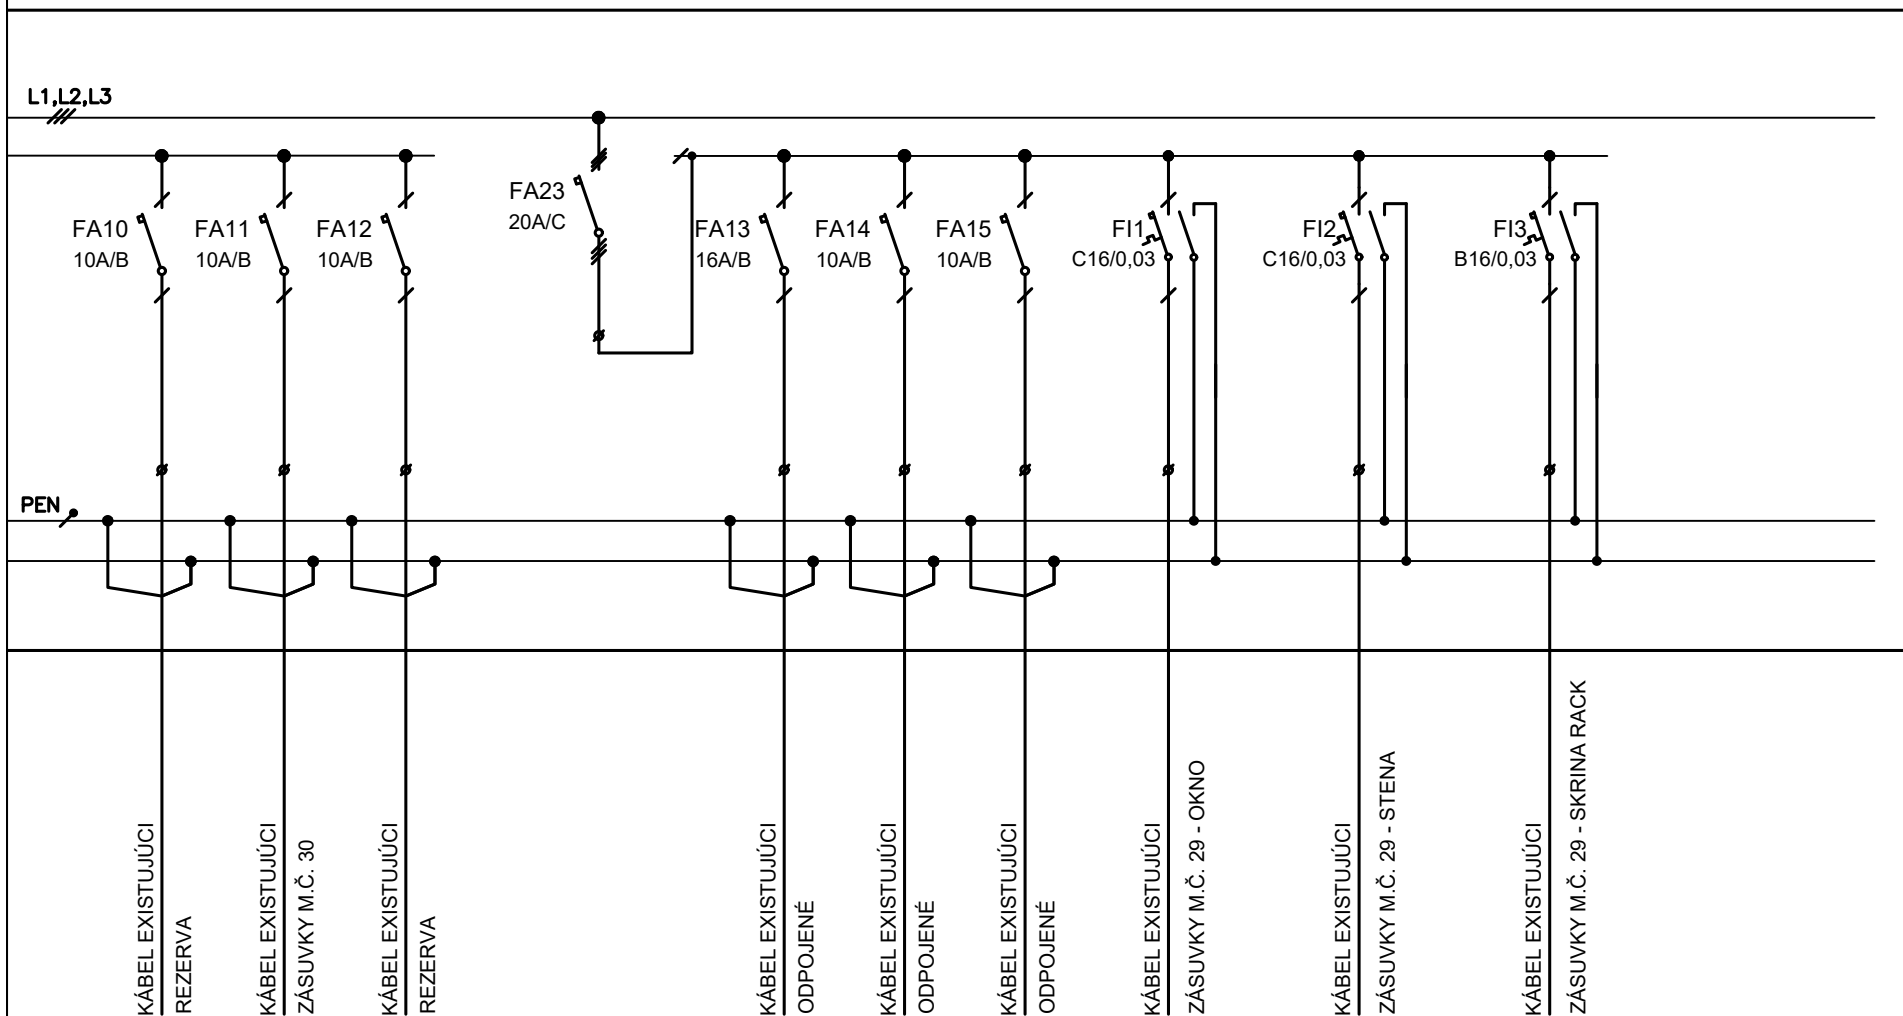 L1,L2,L3
FA10
10A/B
FA11
10A/B
FA12
10A/B
FA23
20A/C
FA13
16A/B
FA14
10A/B
FA15
10A/B
FI1
C16/0,03
FI2
C16/0,03
FI3
B16/0,03
PEN
KÁBEL EXISTUJÚCI
REZERVA
KÁBEL EXISTUJÚCI
ZÁSUVKY M.Č. 30
KÁBEL EXISTUJÚCI
REZERVA
KÁBEL EXISTUJÚCI
ODPOJENÉ
KÁBEL EXISTUJÚCI
ODPOJENÉ
KÁBEL EXISTUJÚCI
ODPOJENÉ
KÁBEL EXISTUJÚCI
ZÁSUVKY M.Č. 29 - OKNO
KÁBEL EXISTUJÚCI
ZÁSUVKY M.Č. 29 - STENA
KÁBEL EXISTUJÚCI
ZÁSUVKY M.Č. 29 - SKRINA RACK